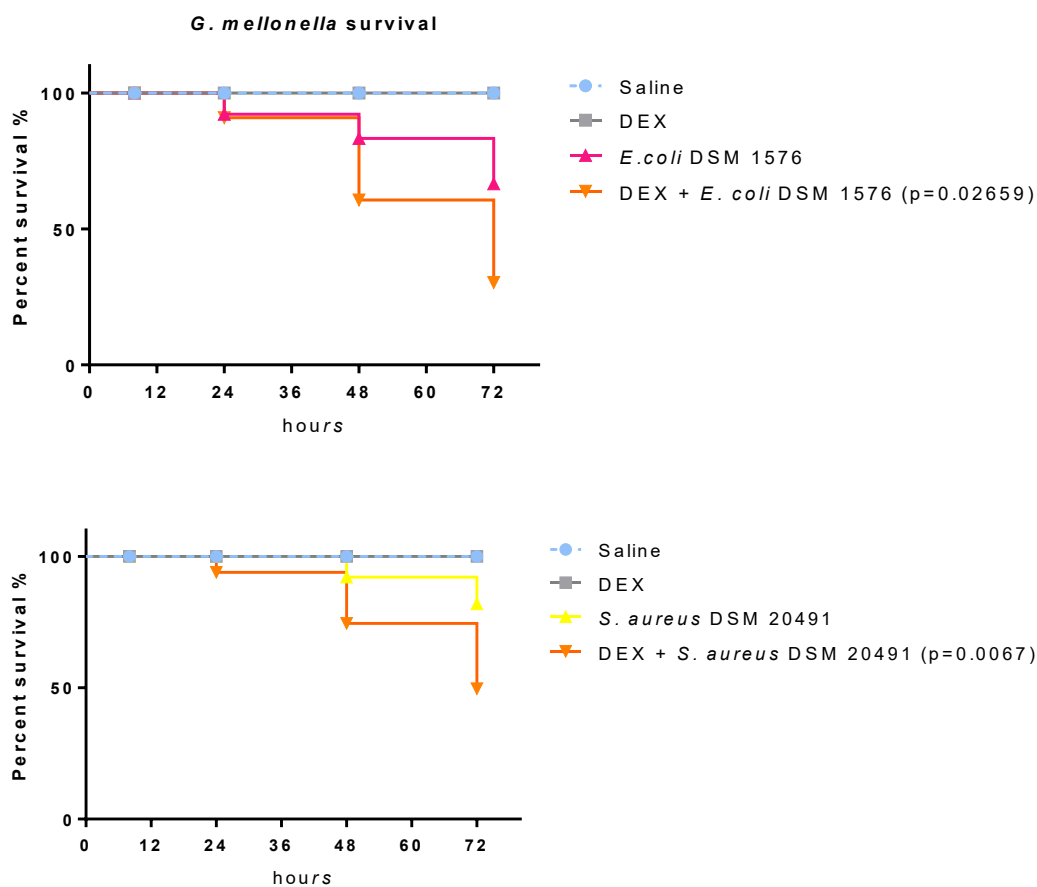 G. mellonella survival
Percent survival %
100
50
0
0 12 24 36 48 60 72
hours
Saline
DEX
E.coli DSM 1576
DEX + E. coli DSM 1576 (p=0.02659)
Percent survival %
100
50
0
0 12 24 36 48 60 72
hours
Saline
DEX
S. aureus DSM 20491
DEX + S. aureus DSM 20491 (p=0.0067)